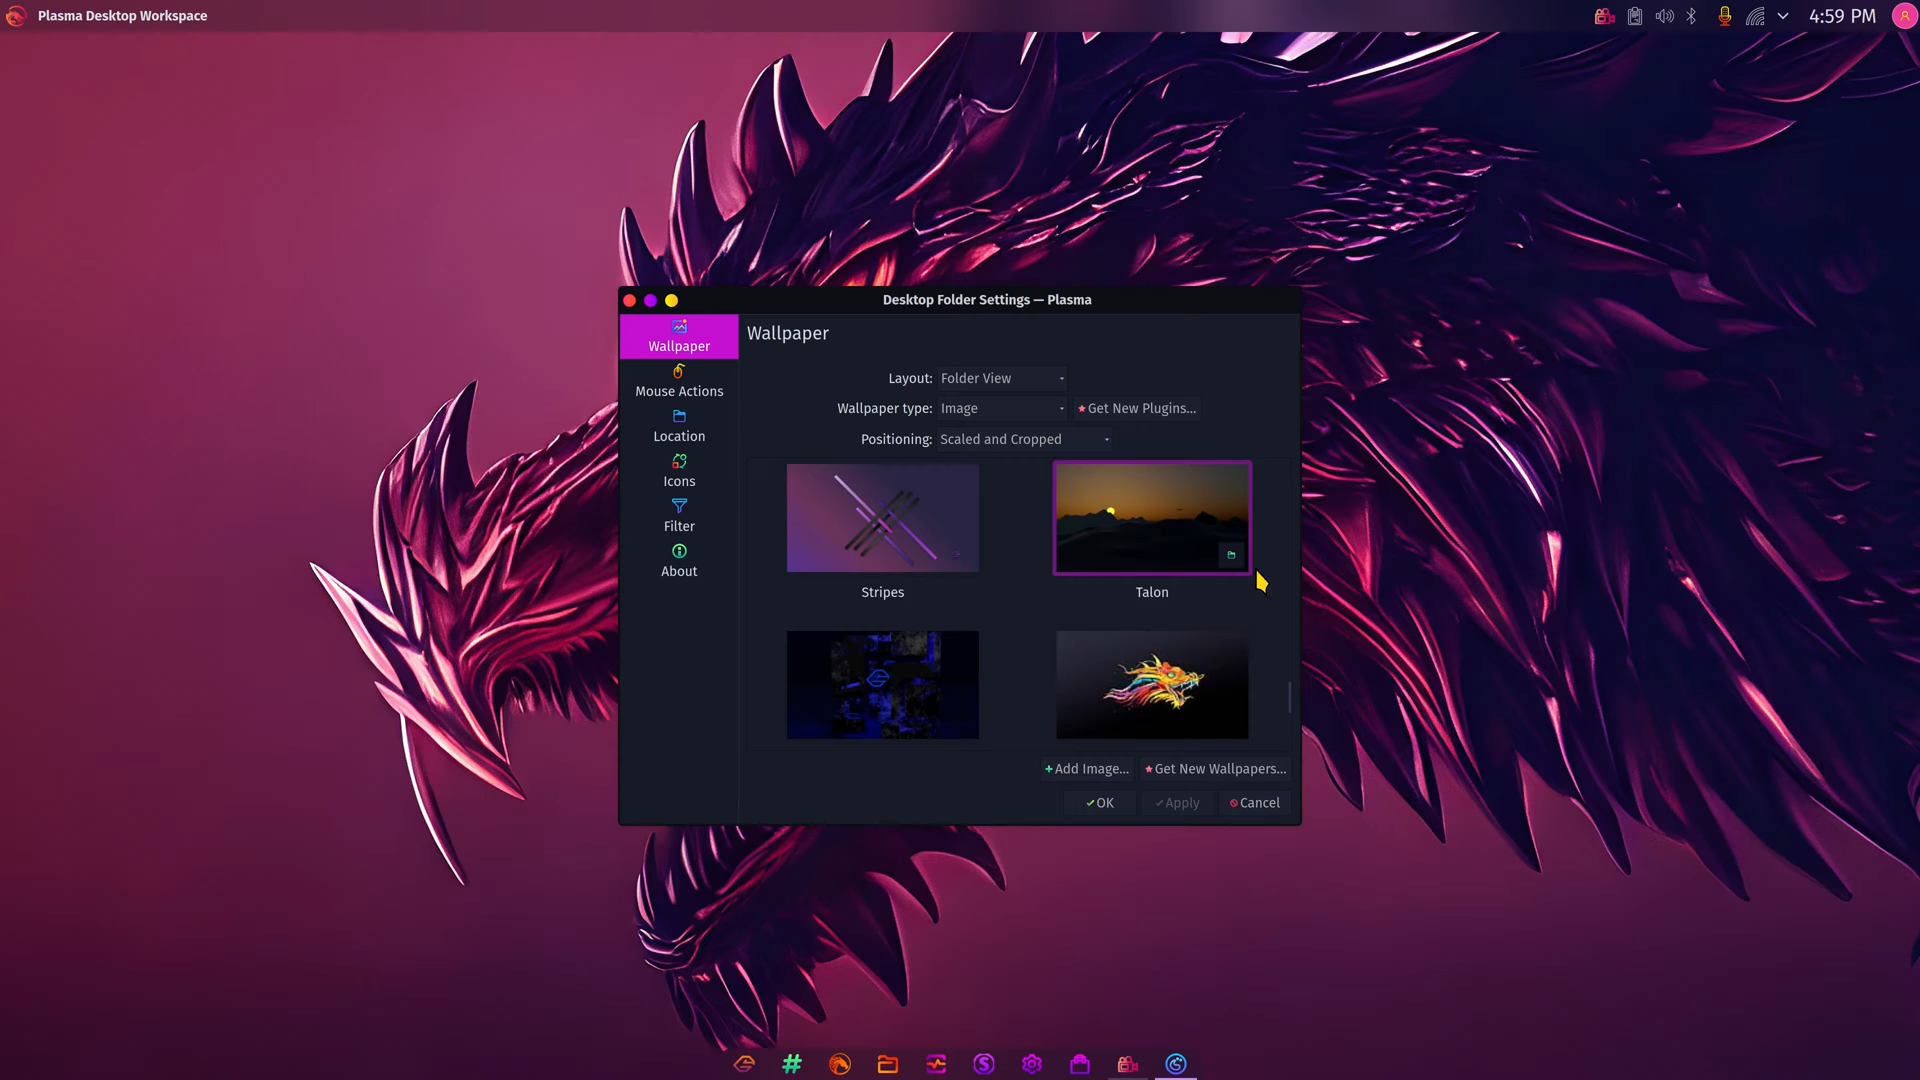 Plasma Desktop Workspace
4:59 PM
Desktop Folder Settings — Plasma
Wallpaper
Mouse Actions
Location
Icons
Filter
About
Wallpaper
Layout: Folder View
Wallpaper type: Image Get New Plugins...
Positioning: Scaled and Cropped
Stripes Talon
Add Image... Get New Wallpapers...
OK Apply Cancel